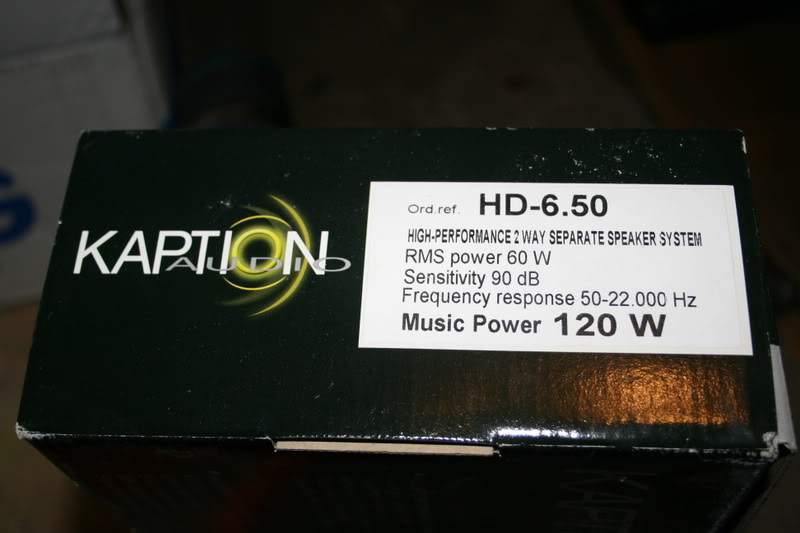 KAPTION
AUDIO
Ord.ref. HD-6.50
HIGH-PERFORMANCE 2 WAY SEPARATE SPEAKER SYSTEM
RMS power 60 W
Sensitivity 90 dB
Frequency response 50-22.000 Hz
Music Power 120 W